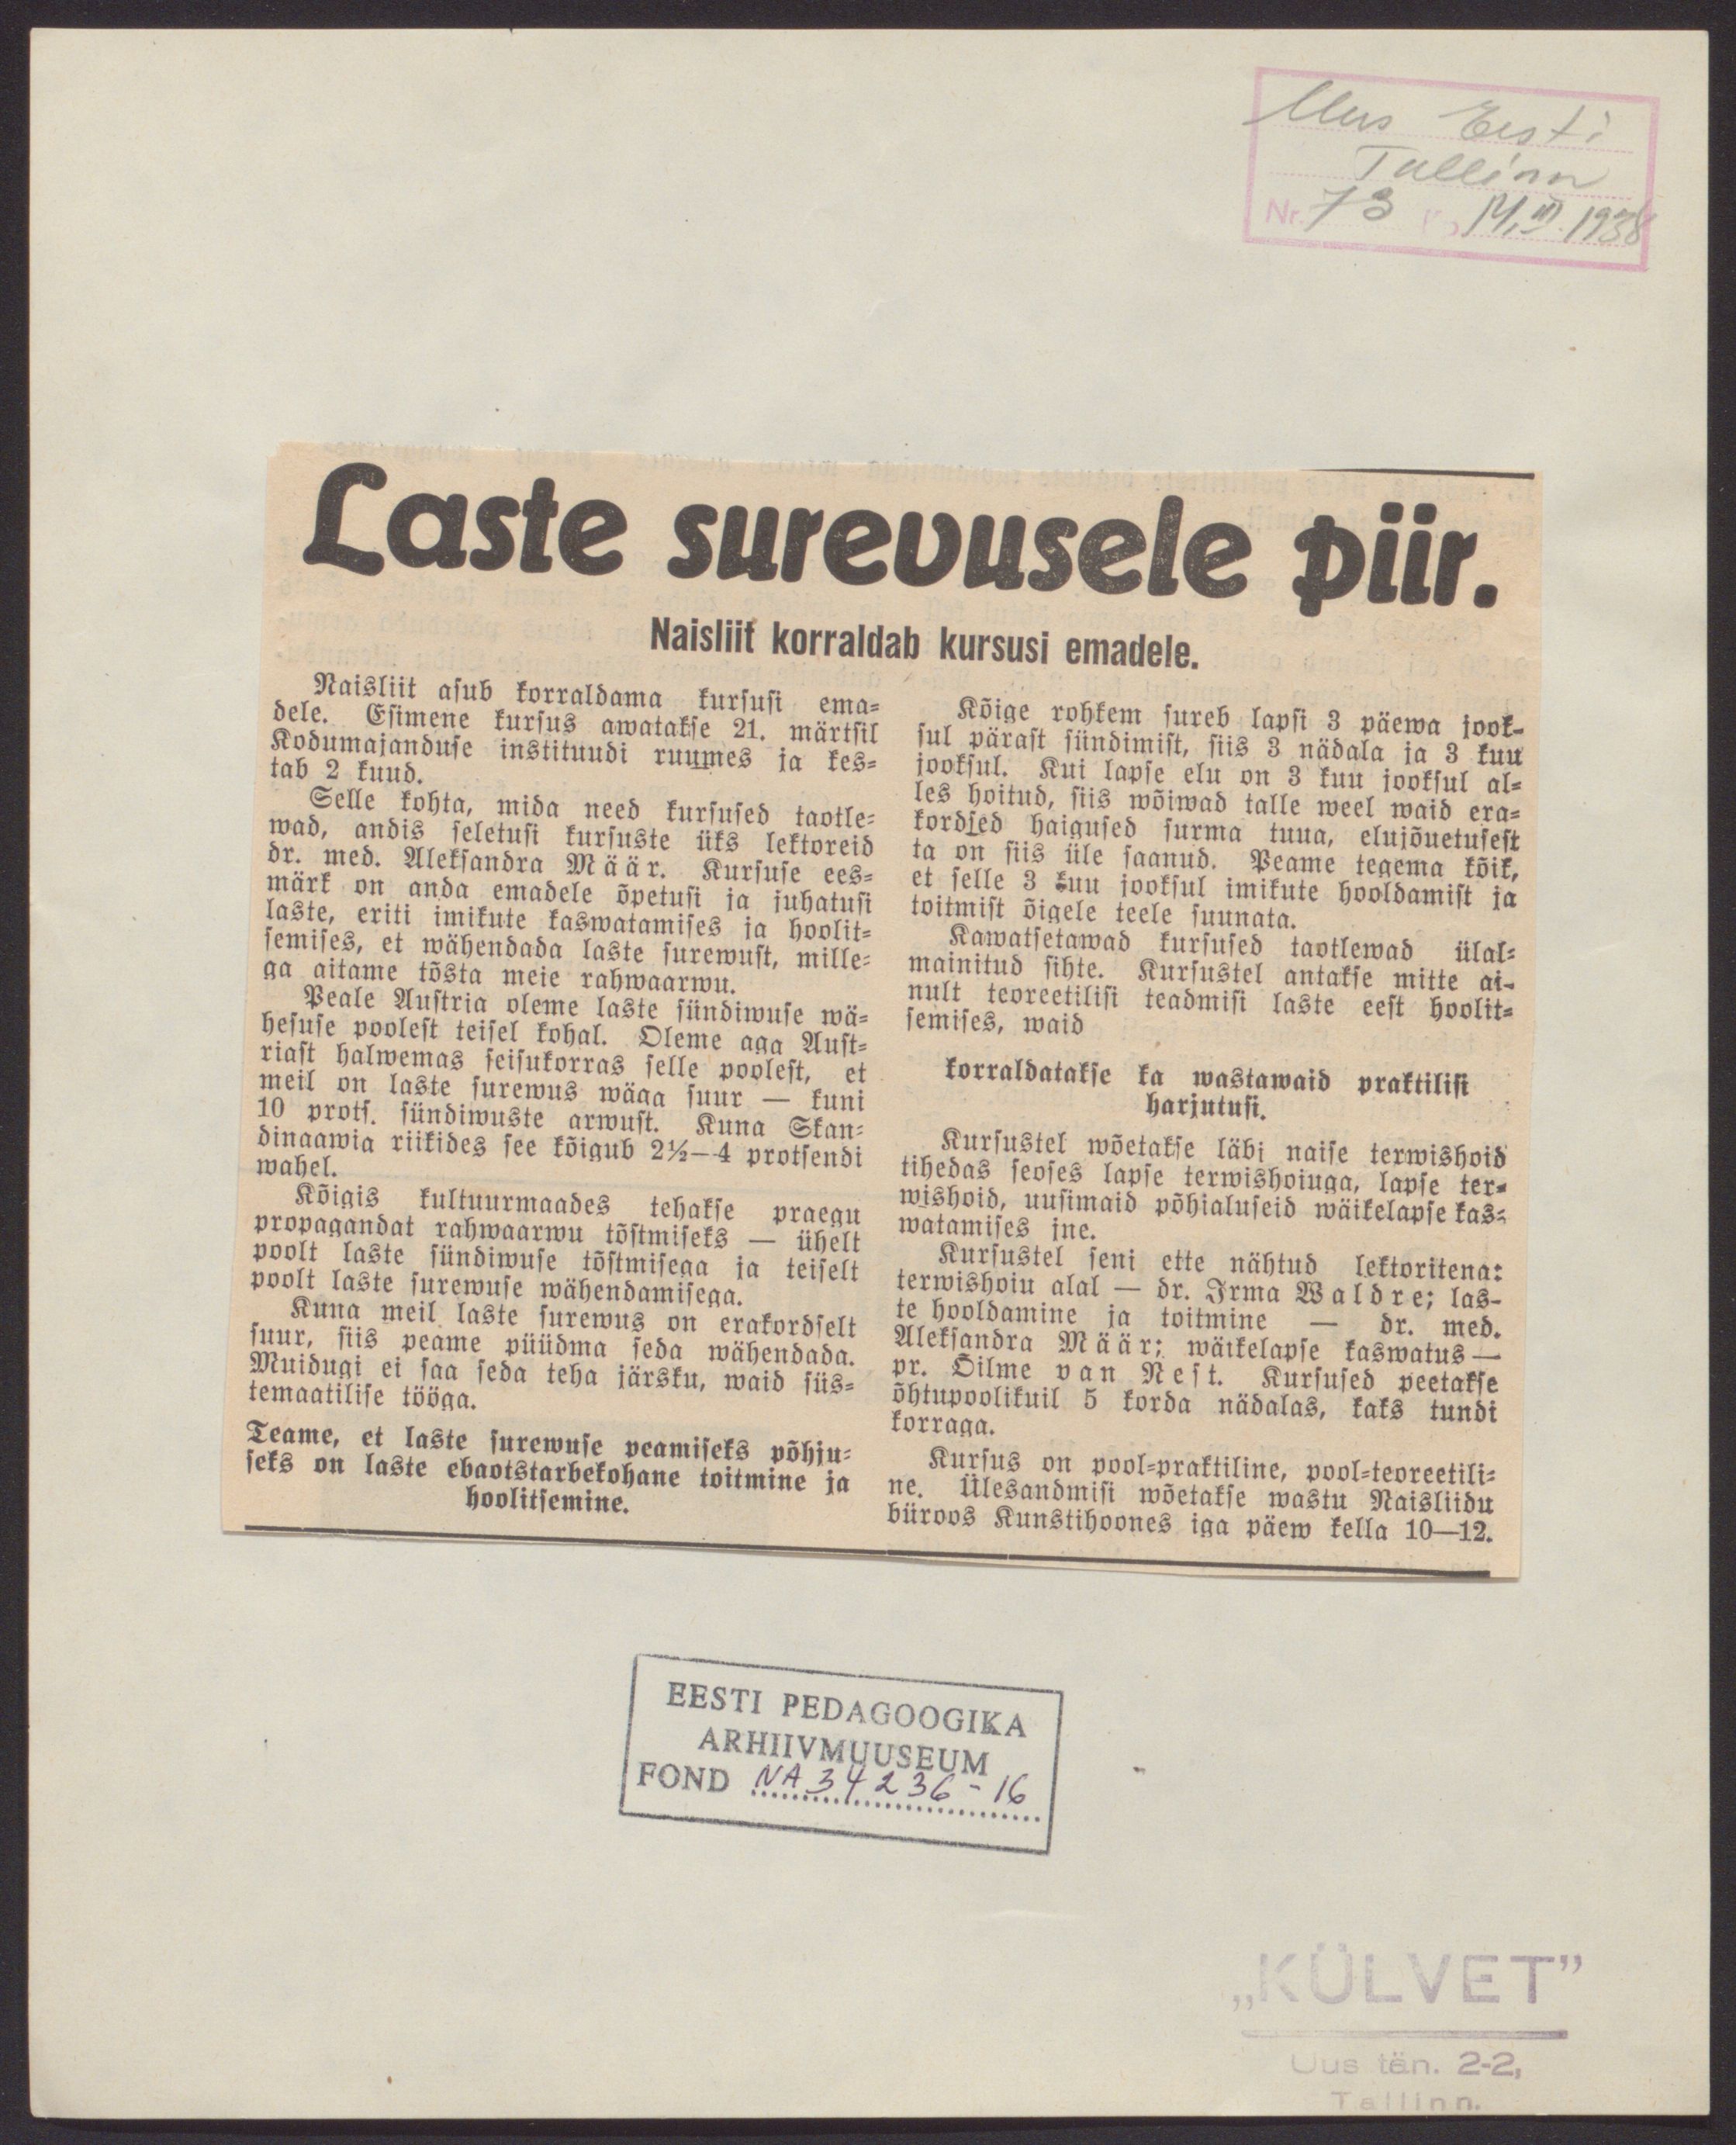 Uus Eesti
Tallinn
Nr. 73 14.III.1938
Laste surevusele piir.
Naisliit korraldab kursusi emadele.
Naisliit asub korraldama kursusi ema-
dele. Esimene kursus awatakse 21. märtsil
Kodumajanduse instituudi ruumes ja kes-
tab 2 kuud.
Selle kohta, mida need kursused taotle-
wad, andis seletusi kursuste üks lektoreid
dr. med. Aleksandra Määr. Kursuse ees-
märk on anda emadele õpetusi ja juhatusi
laste, eriti imikute kaswatamises ja hoolit-
semises, et wähendada laste surewust, mille-
ga aitame tõsta meie rahwaarwu.
Peale Austria oleme laste sündiwuse wä-
hesuse poolest teisel kohal. Oleme aga Aust-
riast halwemas seisukorras selle poolest, et
meil on laste surewus wäga suur — kuni
10 prots. sündiwuste arwust. Kuna Skan-
dinaawia riikides see kõigub 2½—4 protsendi
wahel.
Kõigis kultuurmaades tehakse praegu
propagandat rahwaarwu tõstmiseks — ühelt
poolt laste sündiwuse tõstmisega ja teiselt
poolt laste surewuse wähendamisega.
Kuna meil laste surewus on erakordselt
suur, siis peame püüdma seda wähendada.
Muidugi ei saa seda teha järsku, waid süs-
temaatilise tööga.
Teame, et laste surewuse peamiseks põhju-
seks on laste ebaotstarbekohane toitmine ja
hoolitsemine.
Kõige rohkem sureb lapsi 3 päewa jook-
sul pärast sündimist, siis 3 nädala ja 3 kuu
jooksul. Kui lapse elu on 3 kuu jooksul al-
les hoitud, siis wõiwad talle weel waid era-
kordsed haigused surma tuua, elujõuetusest
ta on siis üle saanud. Peame tegema kõik,
et selle 3 kuu jooksul imikute hooldamist ja
toitmist õigele teele suunata.
Kawatsetawad kursused taotlewad ülal-
mainitud sihte. Kursustel antakse mitte ai-
nult teoreetilisi teadmisi laste eest hoolit-
semises, waid
korraldatakse ka wastawaid praktilisi
harjutusi.
Kursustel wõetakse läbi naise terwishoid
tihedas seoses lapse terwishoiuga, lapse ter-
wishoid, uusimaid põhialuseid wäikelapse kas-
watamises jne.
Kursustel seni ette nähtud lektoritena:
terwishoiu alal — dr. Irma Waldre; las-
te hooldamine ja toitmine — dr. med.
Aleksandra Määr; wäikelapse kaswatus —
pr. Õilme van Nest. Kursused peetakse
õhtupoolikuil 5 korda nädalas, kaks tundi
korraga.
Kursus on pool-praktiline, pool-teoreetili-
ne. Ülesandmisi wõetakse wastu Naisliidu
büroos Kunstihoones iga päew kella 10—12.
EESTI PEDAGOOGIKA
ARHIIVMUUSEUM
FOND NA 34236-16
„KÜLVET”
Uus tän. 2-2,
Tallinn.